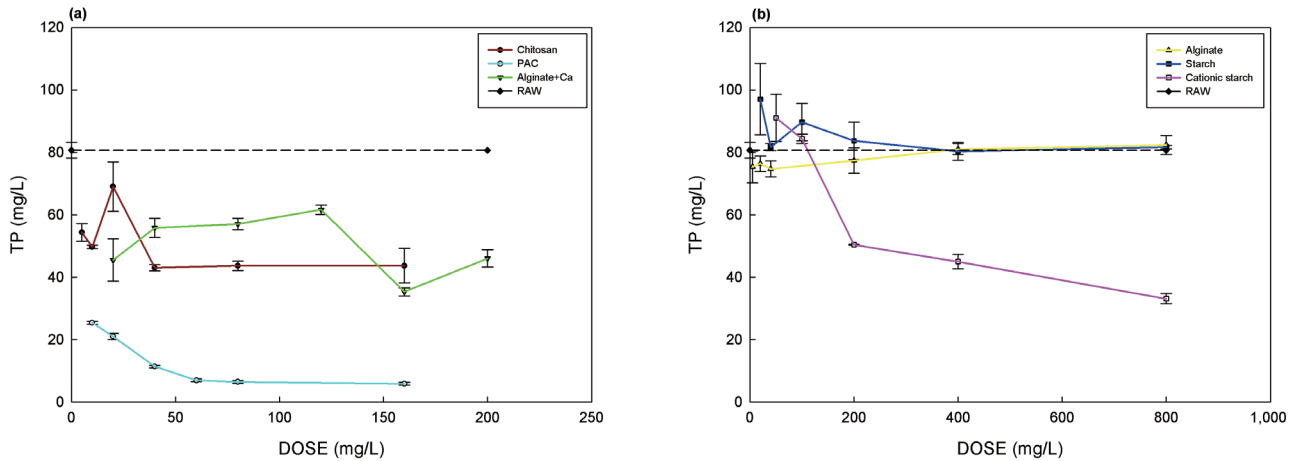 (a)
120
100
80
60
40
20
0
TP (mg/L)
0 50 100 150 200 250
DOSE (mg/L)
Chitosan
PAC
Alginate+Ca
RAW
(b)
120
100
80
60
40
20
0
TP (mg/L)
0 200 400 600 800 1,000
DOSE (mg/L)
Alginate
Starch
Cationic starch
RAW